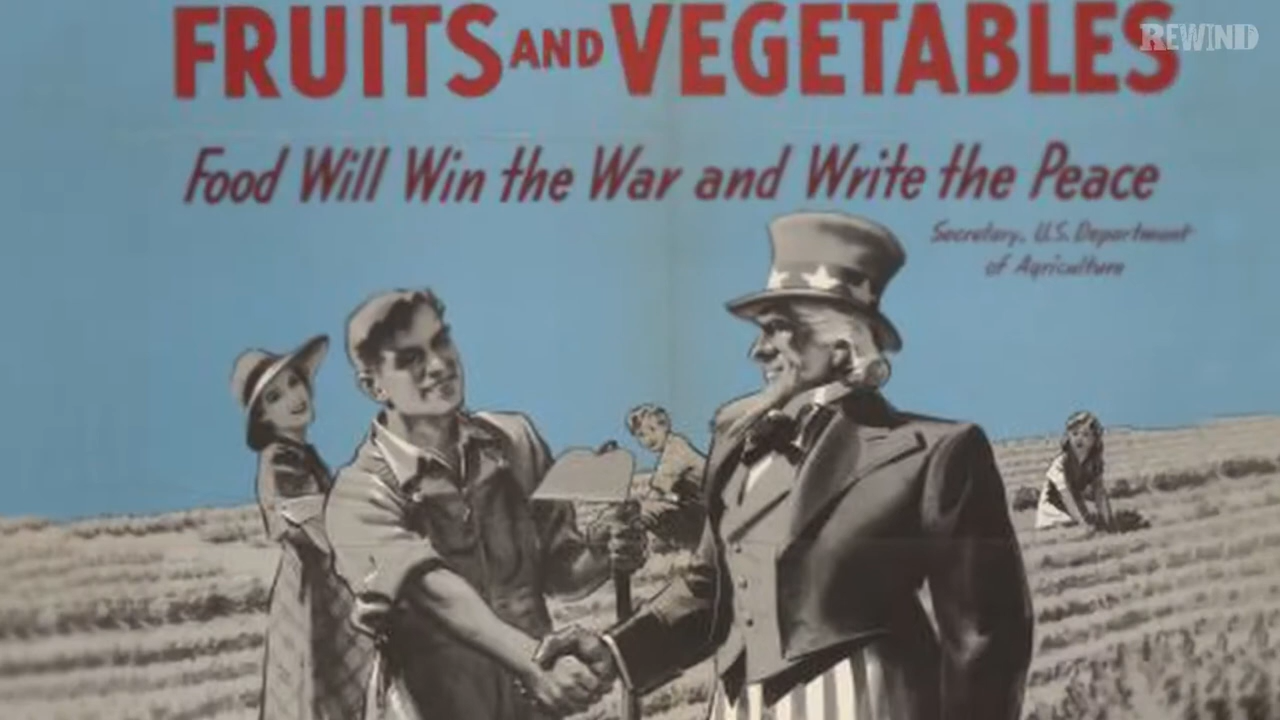 REWIND
FRUITS AND VEGETABLES
Food Will Win the War and Write the Peace
Secretary, U.S. Department
of Agriculture